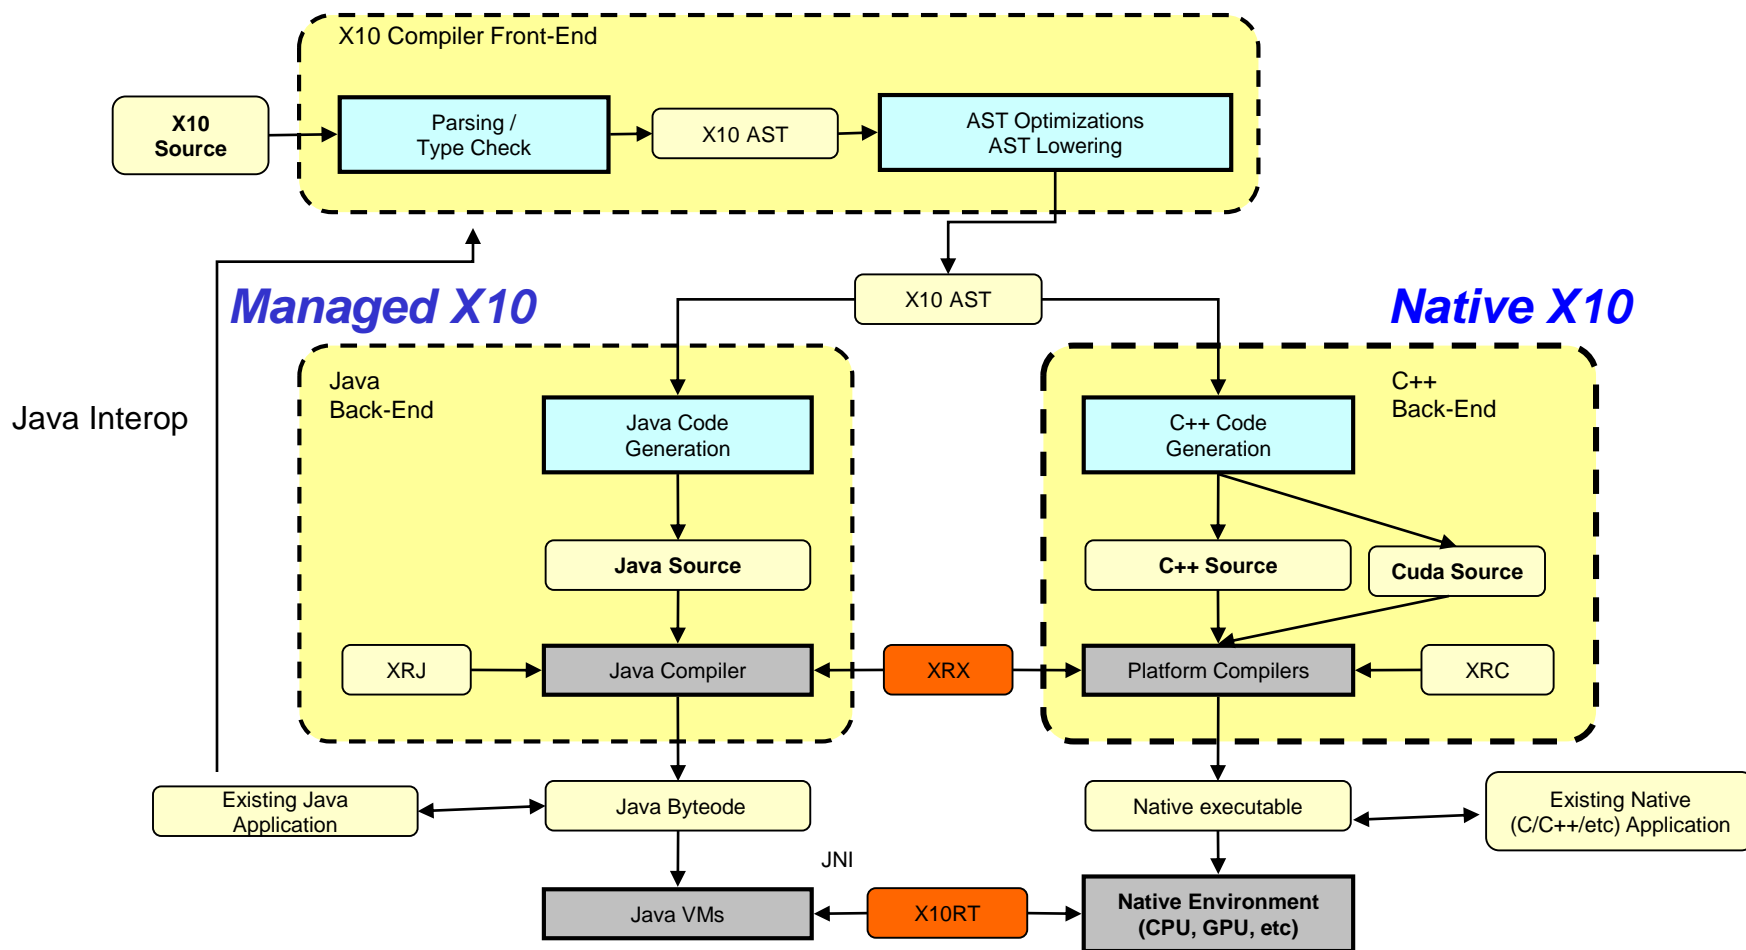 X10 Compiler Front-End
X10
Source
Parsing /
Type Check
X10 AST
AST Optimizations
AST Lowering
X10 AST
Managed X10
Native X10
Java
Back-End
C++
Back-End
Java Interop
Java Code
Generation
C++ Code
Generation
Java Source
C++ Source
Cuda Source
XRJ
Java Compiler
XRX
Platform Compilers
XRC
Existing Java
Application
Java Byteode
Native executable
Existing Native
(C/C++/etc) Application
JNI
Java VMs
X10RT
Native Environment
(CPU, GPU, etc)